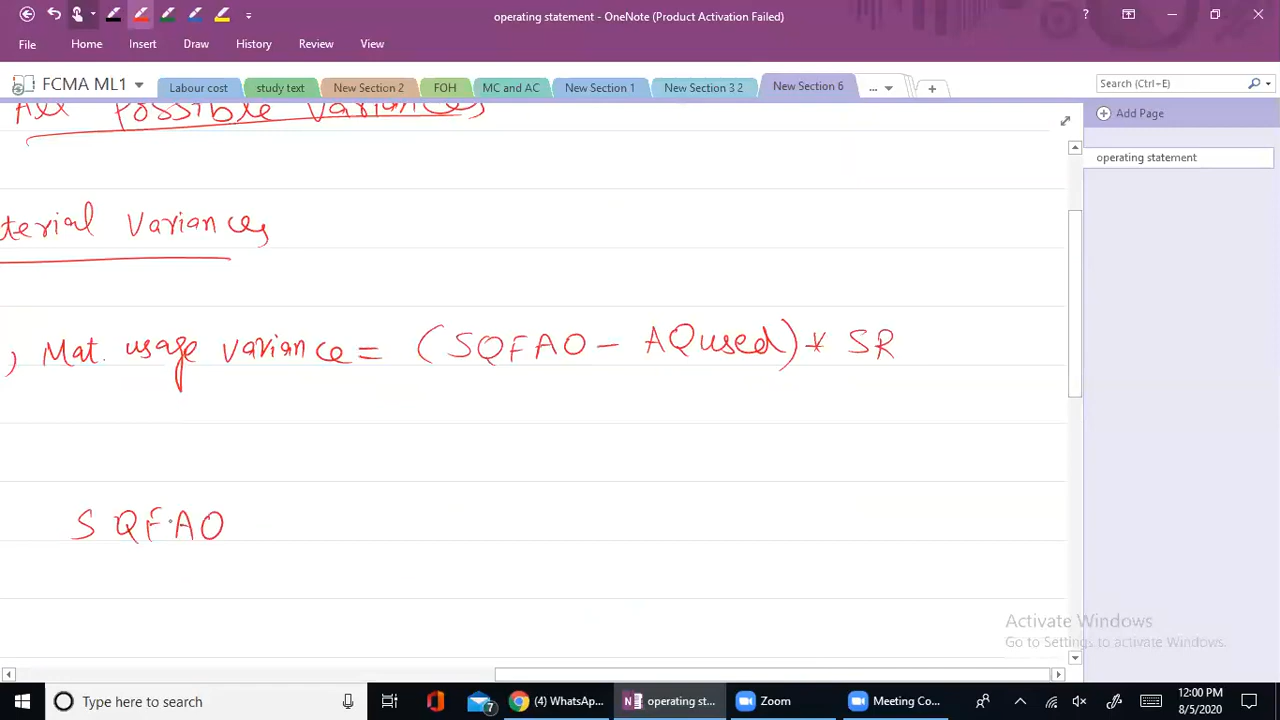 operating statement - OneNote (Product Activation Failed)
File Home Insert Draw History Review View
FCMA ML1 Labour cost study text New Section 2 FOH MC and AC New Section 1 New Section 3 2 New Section 6 ... Search (Ctrl+E)
Add Page
operating statement
All Possible Variances
terial Variances
, Mat. usage variance = (SQFAO - AQused) * SR
SQFAO
Activate Windows
Go to Settings to activate Windows.
Type here to search
7
(4) WhatsApp...
operating sta...
Zoom
Meeting Co...
12:00 PM
8/5/2020